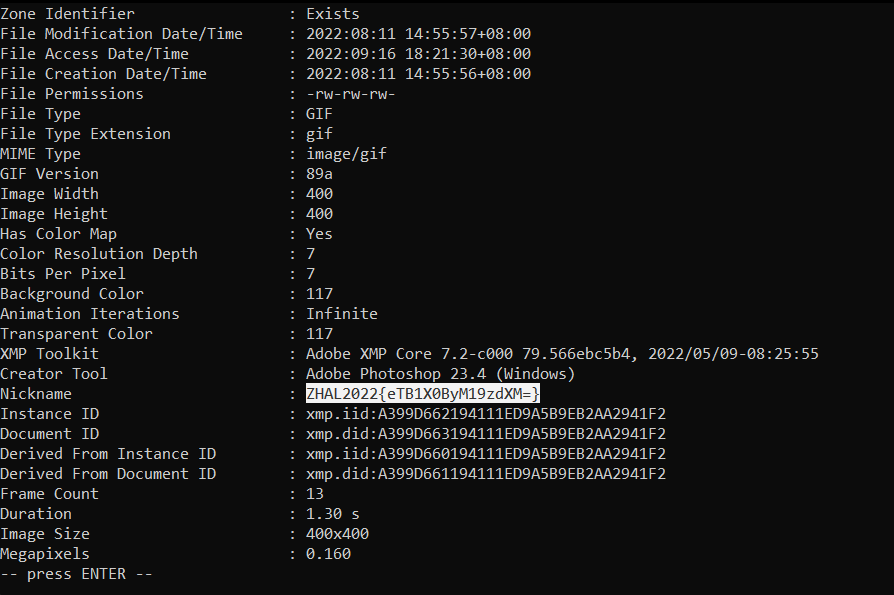 Zone Identifier : Exists
File Modification Date/Time : 2022:08:11 14:55:57+08:00
File Access Date/Time : 2022:09:16 18:21:30+08:00
File Creation Date/Time : 2022:08:11 14:55:56+08:00
File Permissions : -rw-rw-rw-
File Type : GIF
File Type Extension : gif
MIME Type : image/gif
GIF Version : 89a
Image Width : 400
Image Height : 400
Has Color Map : Yes
Color Resolution Depth : 7
Bits Per Pixel : 7
Background Color : 117
Animation Iterations : Infinite
Transparent Color : 117
XMP Toolkit : Adobe XMP Core 7.2-c000 79.566ebc5b4, 2022/05/09-08:25:55
Creator Tool : Adobe Photoshop 23.4 (Windows)
Nickname : ZHAL2022{eTB1X0ByM19zdXM=}
Instance ID : xmp.iid:A399D662194111ED9A5B9EB2AA2941F2
Document ID : xmp.did:A399D663194111ED9A5B9EB2AA2941F2
Derived From Instance ID : xmp.iid:A399D660194111ED9A5B9EB2AA2941F2
Derived From Document ID : xmp.did:A399D661194111ED9A5B9EB2AA2941F2
Frame Count : 13
Duration : 1.30 s
Image Size : 400x400
Megapixels : 0.160
-- press ENTER --